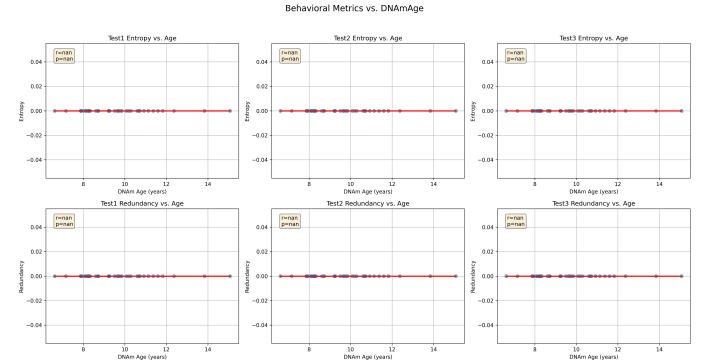 Behavioral Metrics vs. DNAmAge
Test1 Entropy vs. Age
Test2 Entropy vs. Age
Test3 Entropy vs. Age
r=nan
p=nan
r=nan
p=nan
r=nan
p=nan
0.04
0.02
0.00
−0.02
−0.04
Entropy
0.04
0.02
0.00
−0.02
−0.04
Entropy
0.04
0.02
0.00
−0.02
−0.04
Entropy
8 10 12 14
8 10 12 14
8 10 12 14
DNAm Age (years)
DNAm Age (years)
DNAm Age (years)
Test1 Redundancy vs. Age
Test2 Redundancy vs. Age
Test3 Redundancy vs. Age
r=nan
p=nan
r=nan
p=nan
r=nan
p=nan
0.04
0.02
0.00
−0.02
−0.04
Redundancy
0.04
0.02
0.00
−0.02
−0.04
Redundancy
0.04
0.02
0.00
−0.02
−0.04
Redundancy
8 10 12 14
8 10 12 14
8 10 12 14
DNAm Age (years)
DNAm Age (years)
DNAm Age (years)